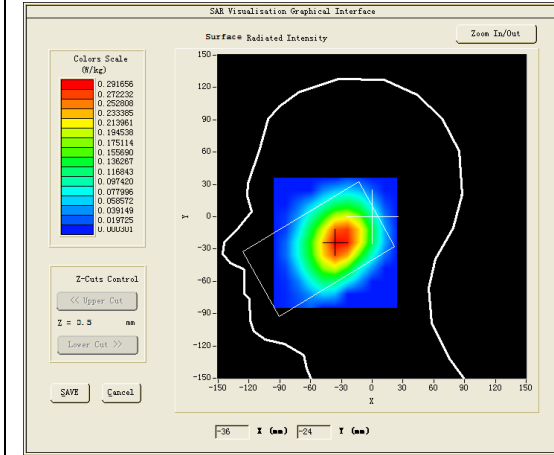 SAR Visualisation Graphical Interface
Surface Radiated Intensity
Zoom In/Out
Colors Scale
(W/kg)
0.291656
0.272232
0.252808
0.233385
0.213961
0.194538
0.175114
0.155690
0.136267
0.116843
0.097420
0.077996
0.058572
0.039149
0.019725
0.000301
150
120
90
60
30
0
-30
-60
-90
-120
-150
Y
-150 -120 -90 -60 -30 0 30 60 90 120 150
X
Z-Cuts Control
<< Upper Cut
Z = 0.5 mm
Lower Cut >>
SAVE Cancel
-36 X (mm) -24 Y (mm)